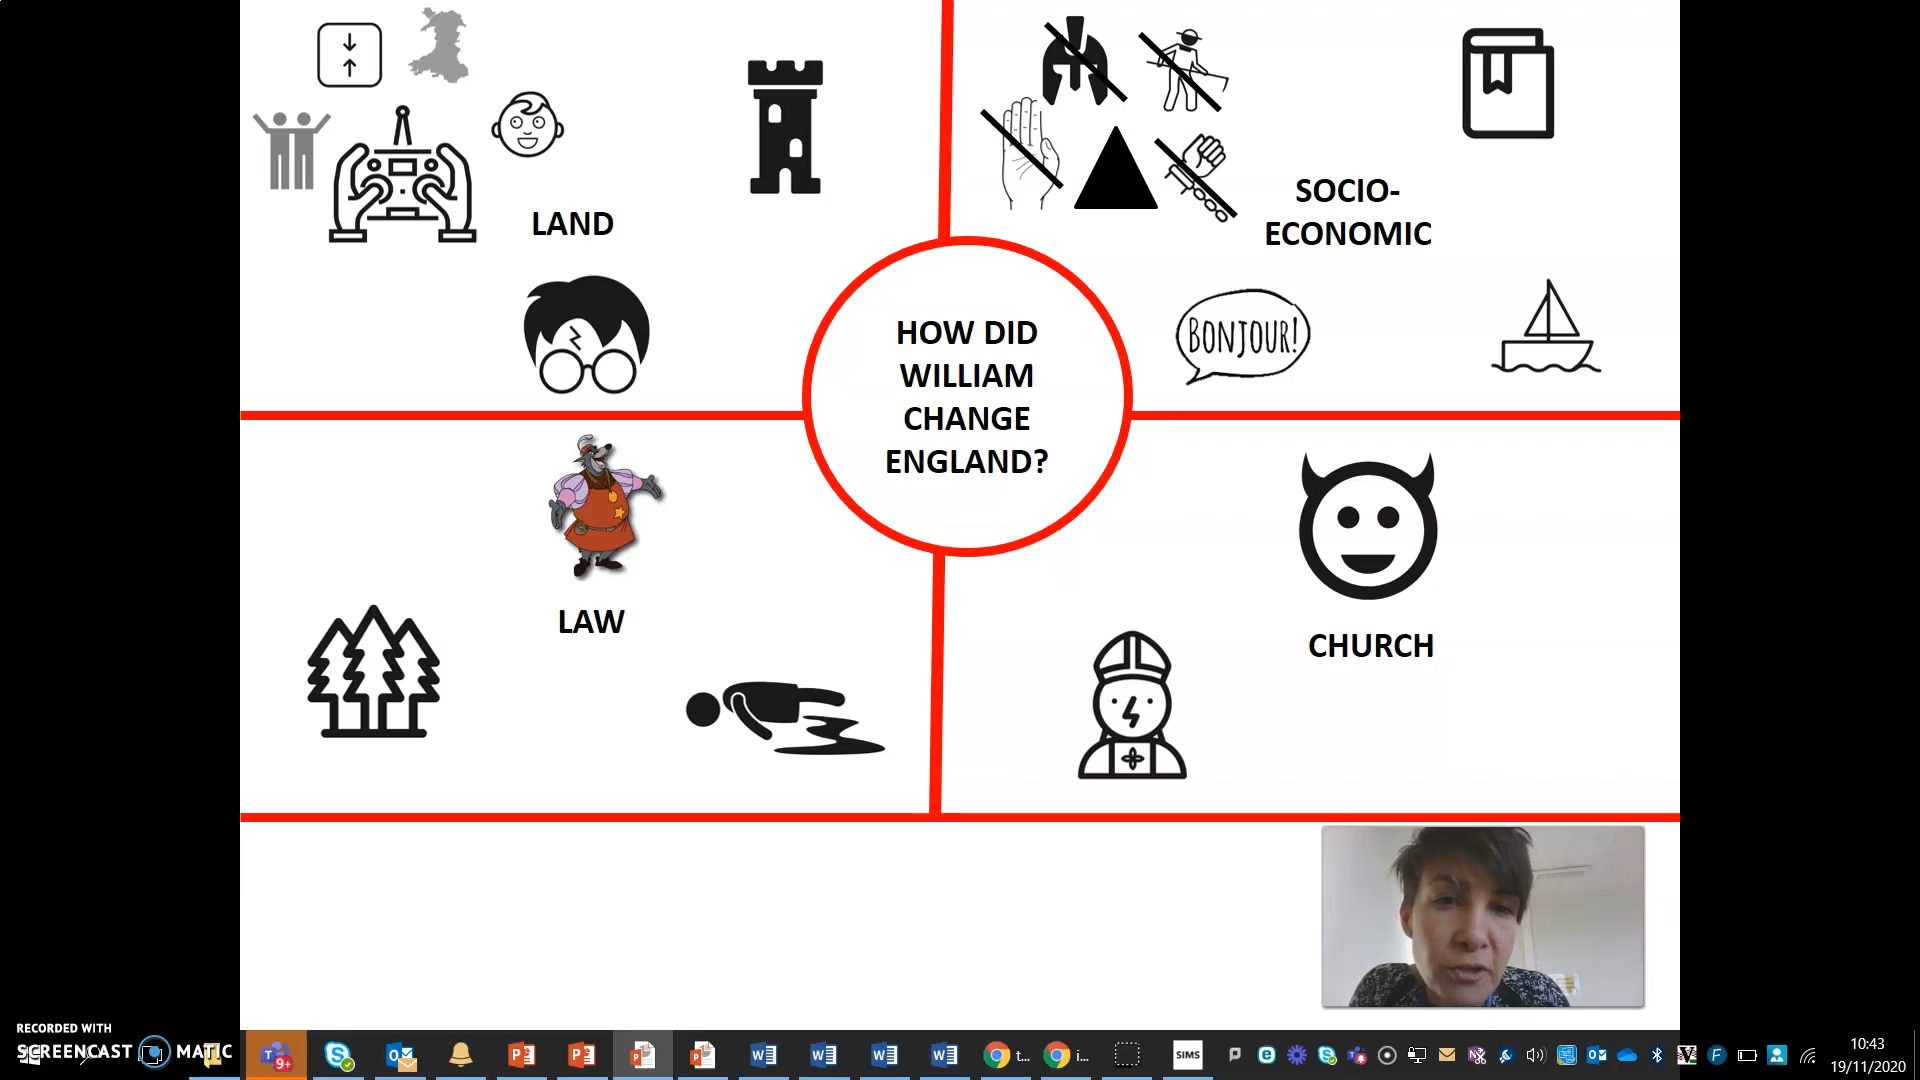 LAND
SOCIO-
ECONOMIC
BONJOUR!
HOW DID
WILLIAM
CHANGE
ENGLAND?
LAW
CHURCH
RECORDED WITH
SCREENCAST MATIC
9+
SIMS
t...
i...
10:43
19/11/2020